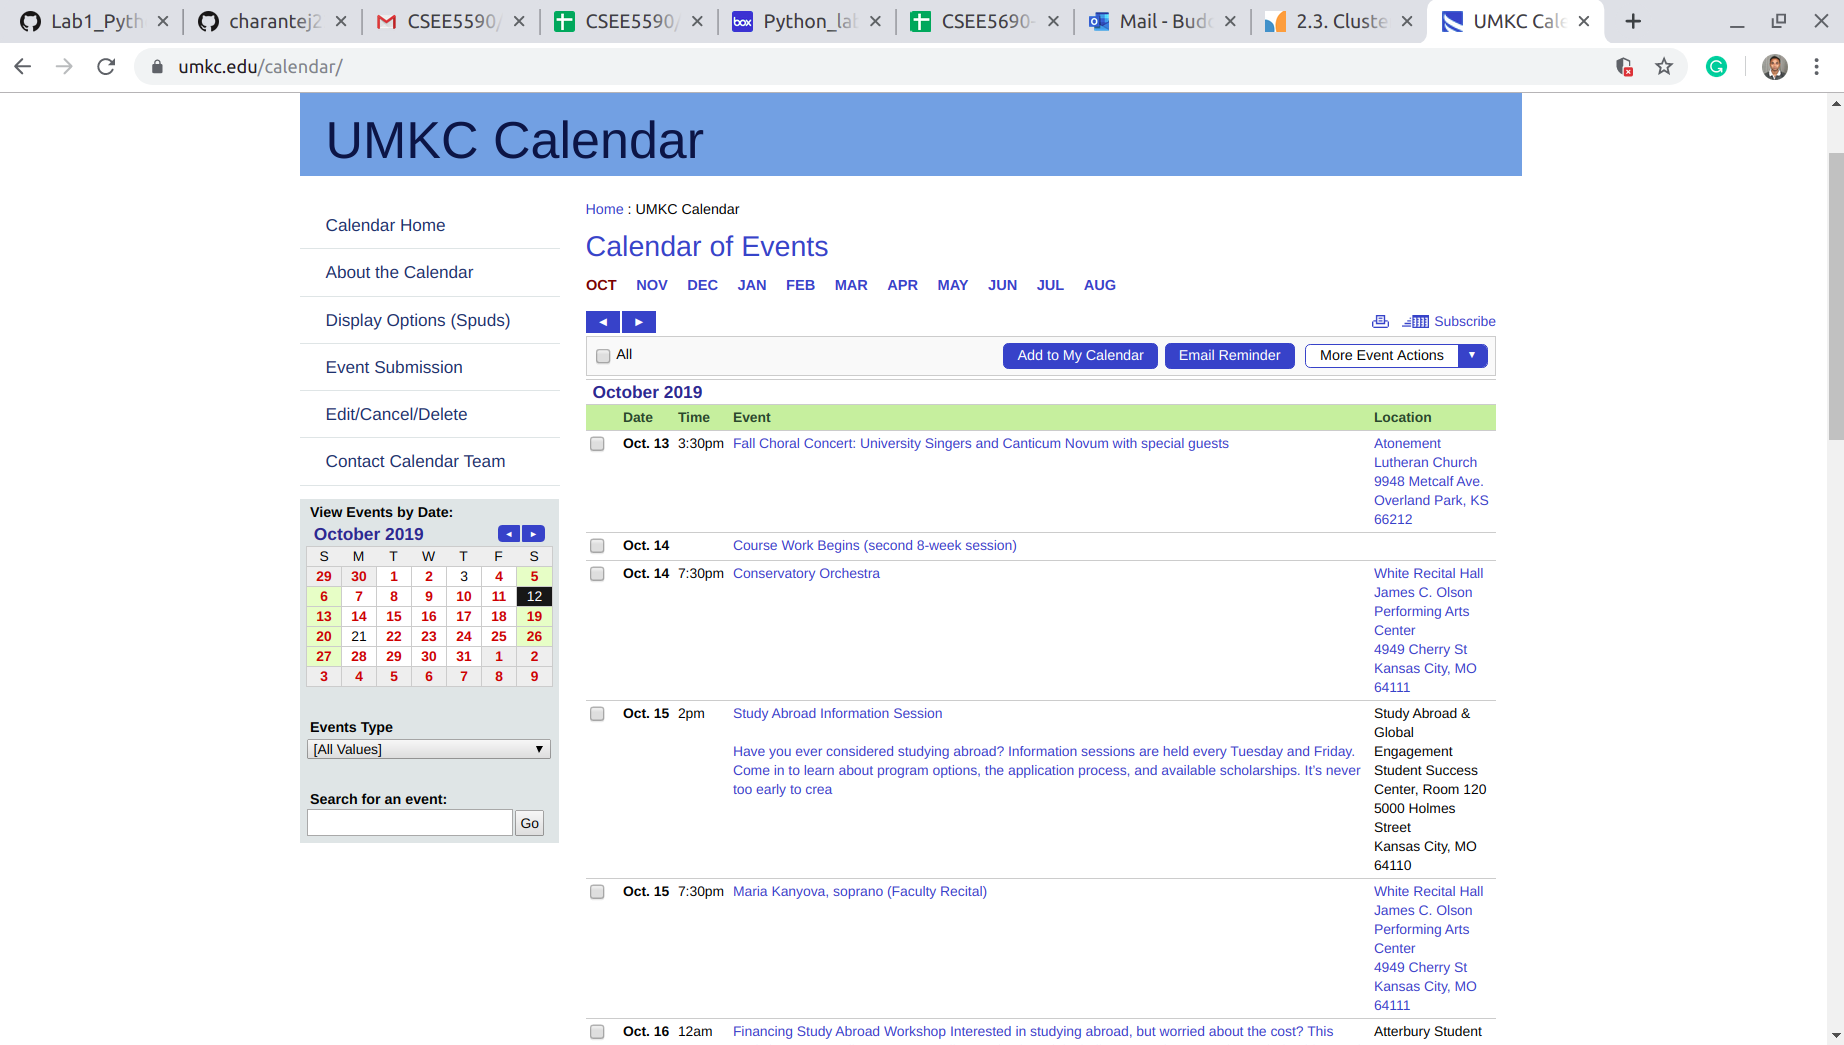 Lab1_Pyth
charantej2
CSEE5590/
CSEE5590/
box Python_lab
CSEE5690-
Mail - Budd
2.3. Cluste
UMKC Cale
umkc.edu/calendar/
UMKC Calendar
Calendar Home
About the Calendar
Display Options (Spuds)
Event Submission
Edit/Cancel/Delete
Contact Calendar Team
View Events by Date:
October 2019
S M T W T F S
29 30 1 2 3 4 5
6 7 8 9 10 11 12
13 14 15 16 17 18 19
20 21 22 23 24 25 26
27 28 29 30 31 1 2
3 4 5 6 7 8 9
Events Type
[All Values]
Search for an event:
Go
Home : UMKC Calendar
Calendar of Events
OCT NOV DEC JAN FEB MAR APR MAY JUN JUL AUG
Subscribe
All Add to My Calendar Email Reminder More Event Actions
October 2019
Date Time Event Location
Oct. 13 3:30pm Fall Choral Concert: University Singers and Canticum Novum with special guests Atonement
Lutheran Church
9948 Metcalf Ave.
Overland Park, KS
66212
Oct. 14 Course Work Begins (second 8-week session)
Oct. 14 7:30pm Conservatory Orchestra White Recital Hall
James C. Olson
Performing Arts
Center
4949 Cherry St
Kansas City, MO
64111
Oct. 15 2pm Study Abroad Information Session Study Abroad &
Global
Have you ever considered studying abroad? Information sessions are held every Tuesday and Friday. Engagement
Come in to learn about program options, the application process, and available scholarships. It's never Student Success
too early to crea Center, Room 120
5000 Holmes
Street
Kansas City, MO
64110
Oct. 15 7:30pm Maria Kanyova, soprano (Faculty Recital) White Recital Hall
James C. Olson
Performing Arts
Center
4949 Cherry St
Kansas City, MO
64111
Oct. 16 12am Financing Study Abroad Workshop Interested in studying abroad, but worried about the cost? This Atterbury Student